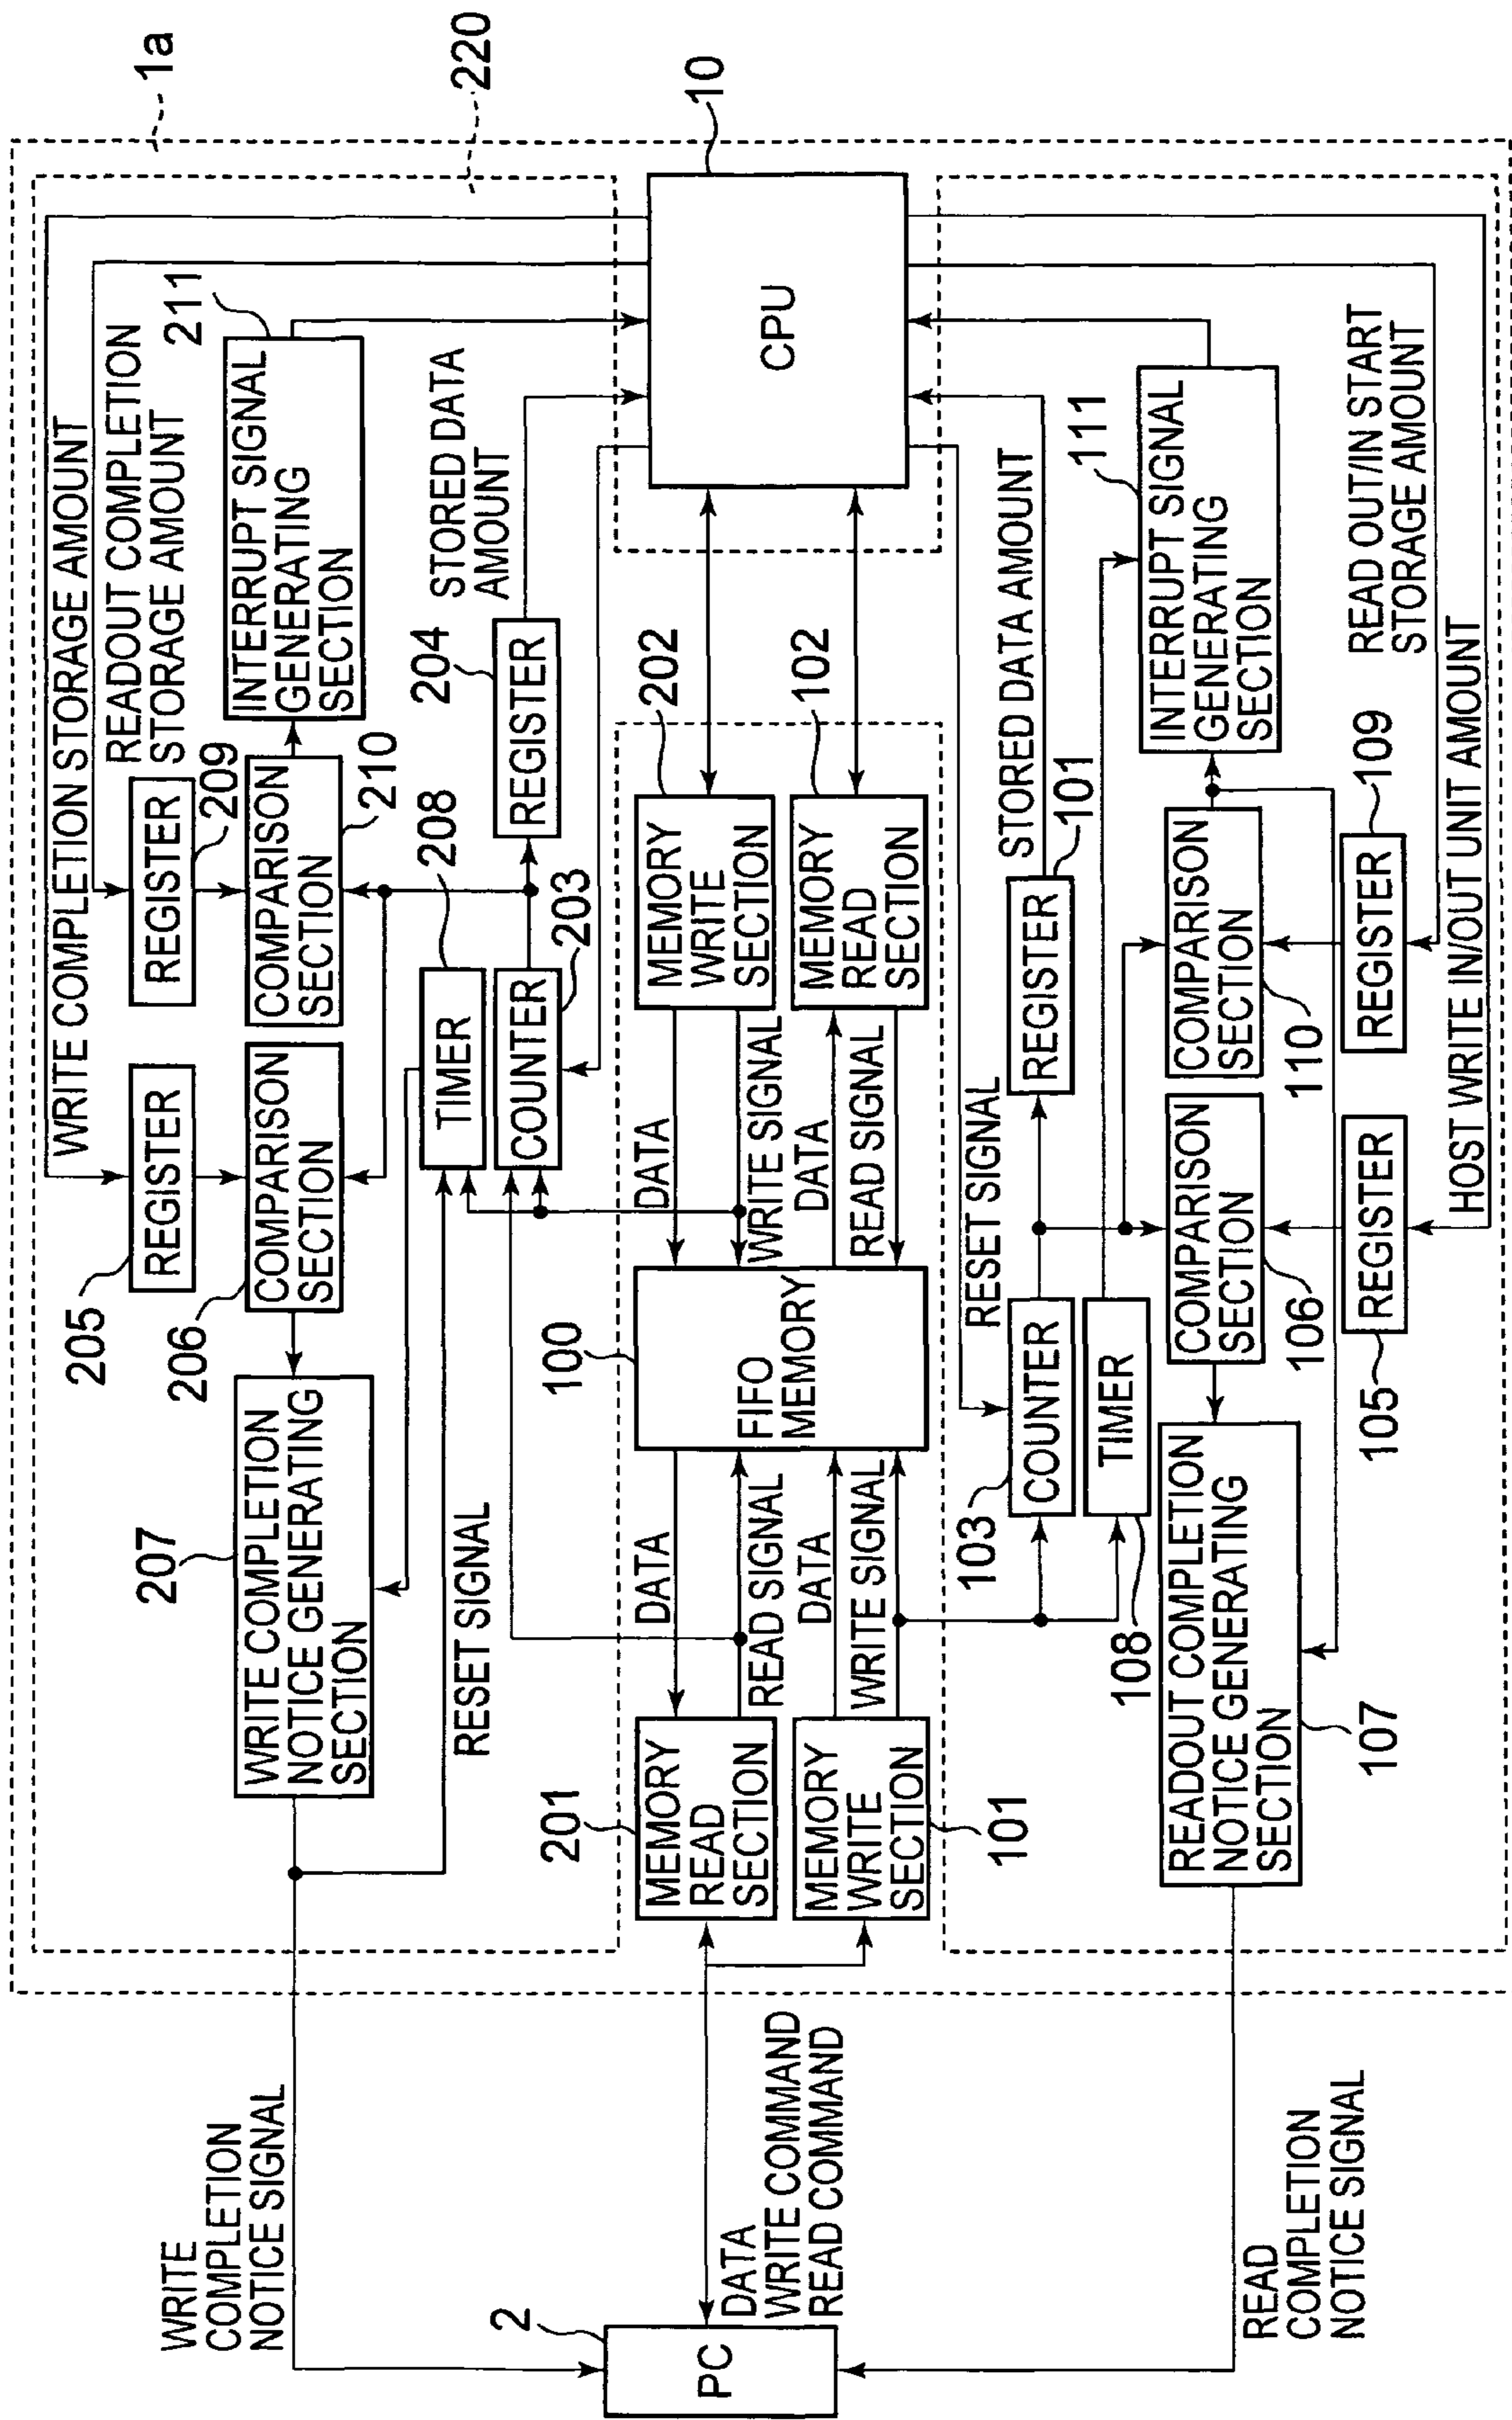 1a
220
WRITE COMPLETION STORAGE AMOUNT
READOUT COMPLETION
STORAGE AMOUNT
205
REGISTER
REGISTER
209
211
206
COMPARISON
SECTION
COMPARISON
SECTION
210
INTERRUPT SIGNAL
GENERATING
SECTION
207
WRITE COMPLETION
NOTICE GENERATING
SECTION
208
TIMER
COUNTER
203
204
REGISTER
STORED DATA
AMOUNT
RESET SIGNAL
WRITE
COMPLETION
NOTICE SIGNAL
2
PC
DATA
WRITE COMMAND
READ COMMAND
201
MEMORY
READ
SECTION
MEMORY
WRITE
SECTION
101
DATA
READ SIGNAL
DATA
WRITE SIGNAL
100
FIFO
MEMORY
DATA
WRITE SIGNAL
DATA
READ SIGNAL
202
MEMORY
WRITE
SECTION
102
MEMORY
READ
SECTION
10
CPU
RESET SIGNAL
STORED DATA AMOUNT
103
COUNTER
REGISTER
101
TIMER
108
111
INTERRUPT SIGNAL
GENERATING
SECTION
READOUT COMPLETION
NOTICE GENERATING
SECTION
107
COMPARISON
SECTION
106
COMPARISON
SECTION
110
105
REGISTER
REGISTER
109
READ OUT/IN START
STORAGE AMOUNT
HOST WRITE IN/OUT UNIT AMOUNT
READ
COMPLETION
NOTICE SIGNAL